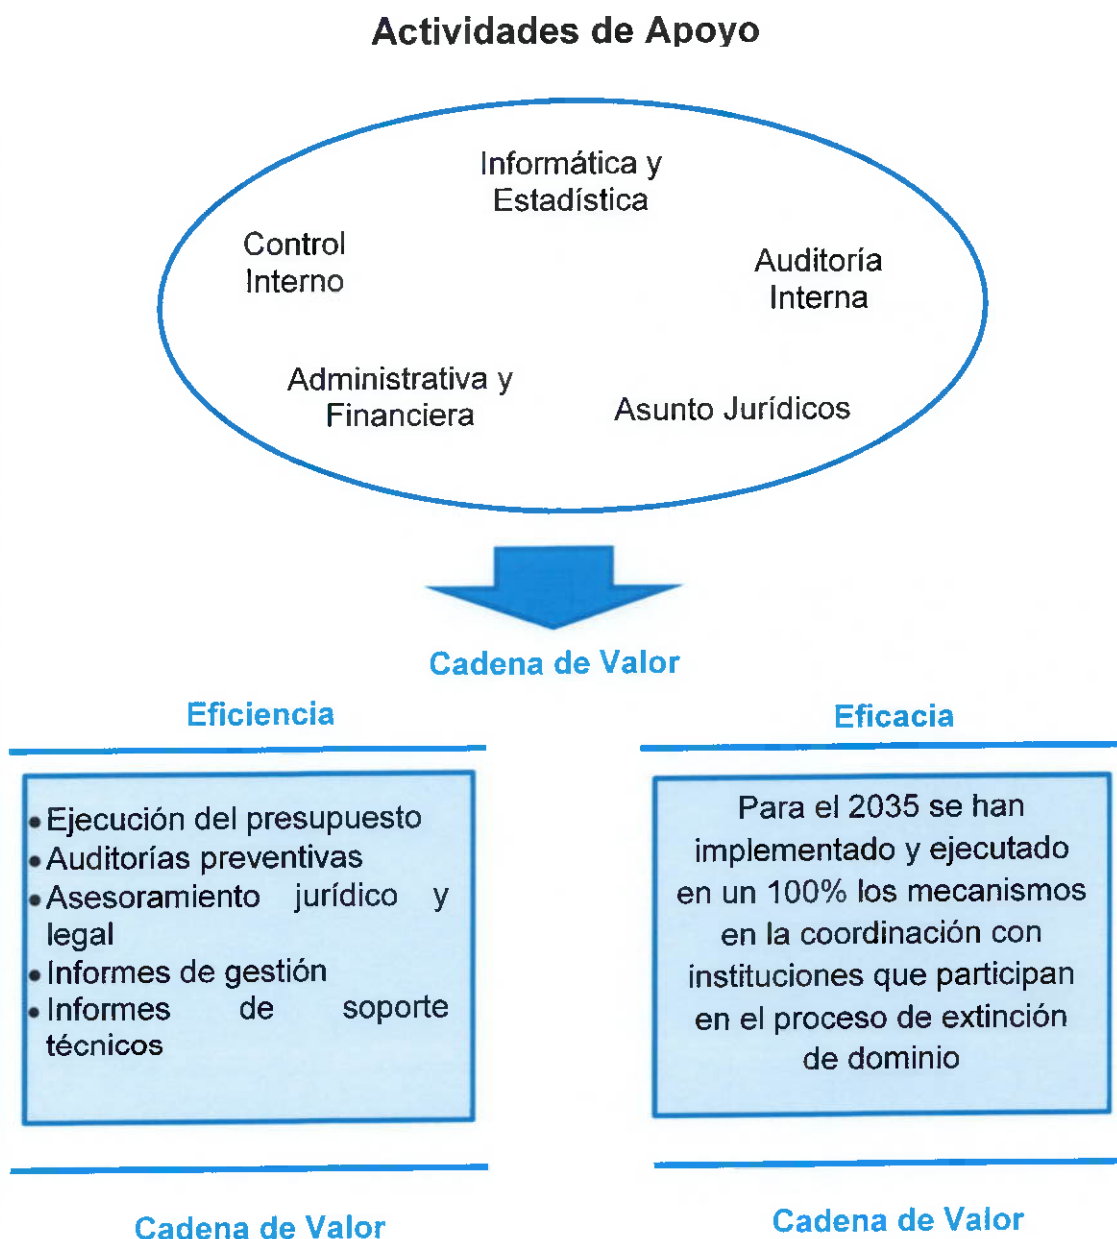 Actividades de Apoyo
Informática y
Estadística
Control
Interno
Auditoría
Interna
Administrativa y
Financiera
Asunto Jurídicos
Cadena de Valor
Eficiencia
• Ejecución del presupuesto
• Auditorías preventivas
• Asesoramiento jurídico y
legal
• Informes de gestión
• Informes de soporte
técnicos
Cadena de Valor
Eficacia
Para el 2035 se han
implementado y ejecutado
en un 100% los mecanismos
en la coordinación con
instituciones que participan
en el proceso de extinción
de dominio
Cadena de Valor